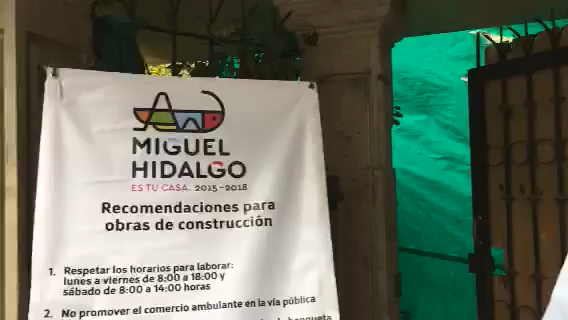 MIGUEL
HIDALGO
ES TU CASA. 2015-2018
Recomendaciones para
obras de construcción
1. Respetar los horarios para laborar:
lunes a viernes de 8:00 a 18:00 y
sábado de 8:00 a 14:00 horas
2. No promover el comercio ambulante en la vía pública
banqueta